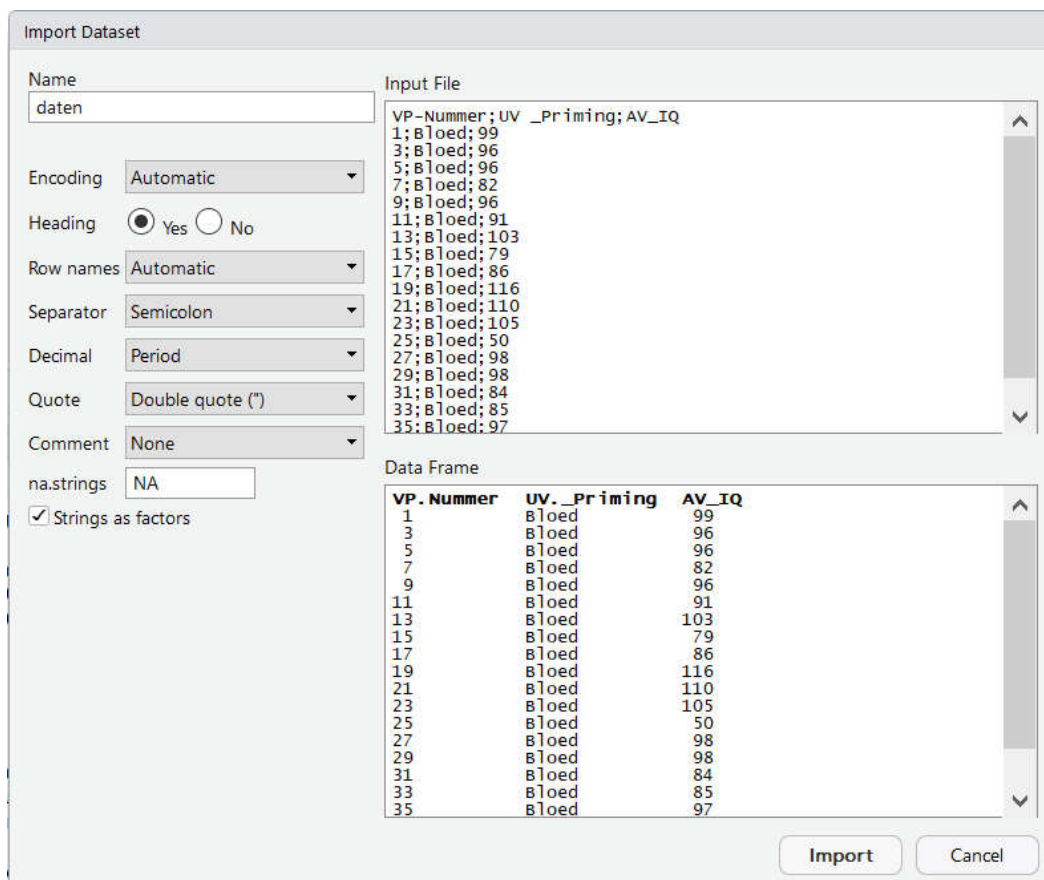 Import Dataset
Name
daten
Encoding Automatic
Heading Yes No
Row names Automatic
Separator Semicolon
Decimal Period
Quote Double quote (")
Comment None
na.strings NA
Strings as factors
Input File
VP-Nummer;UV _Priming;AV_IQ
1;Bloed;99
3;Bloed;96
5;Bloed;96
7;Bloed;82
9;Bloed;96
11;Bloed;91
13;Bloed;103
15;Bloed;79
17;Bloed;86
19;Bloed;116
21;Bloed;110
23;Bloed;105
25;Bloed;50
27;Bloed;98
29;Bloed;98
31;Bloed;84
33;Bloed;85
35;Bloed;97
Data Frame
VP.Nummer UV._Priming AV_IQ
1 Bloed 99
3 Bloed 96
5 Bloed 96
7 Bloed 82
9 Bloed 96
11 Bloed 91
13 Bloed 103
15 Bloed 79
17 Bloed 86
19 Bloed 116
21 Bloed 110
23 Bloed 105
25 Bloed 50
27 Bloed 98
29 Bloed 98
31 Bloed 84
33 Bloed 85
35 Bloed 97
Import Cancel